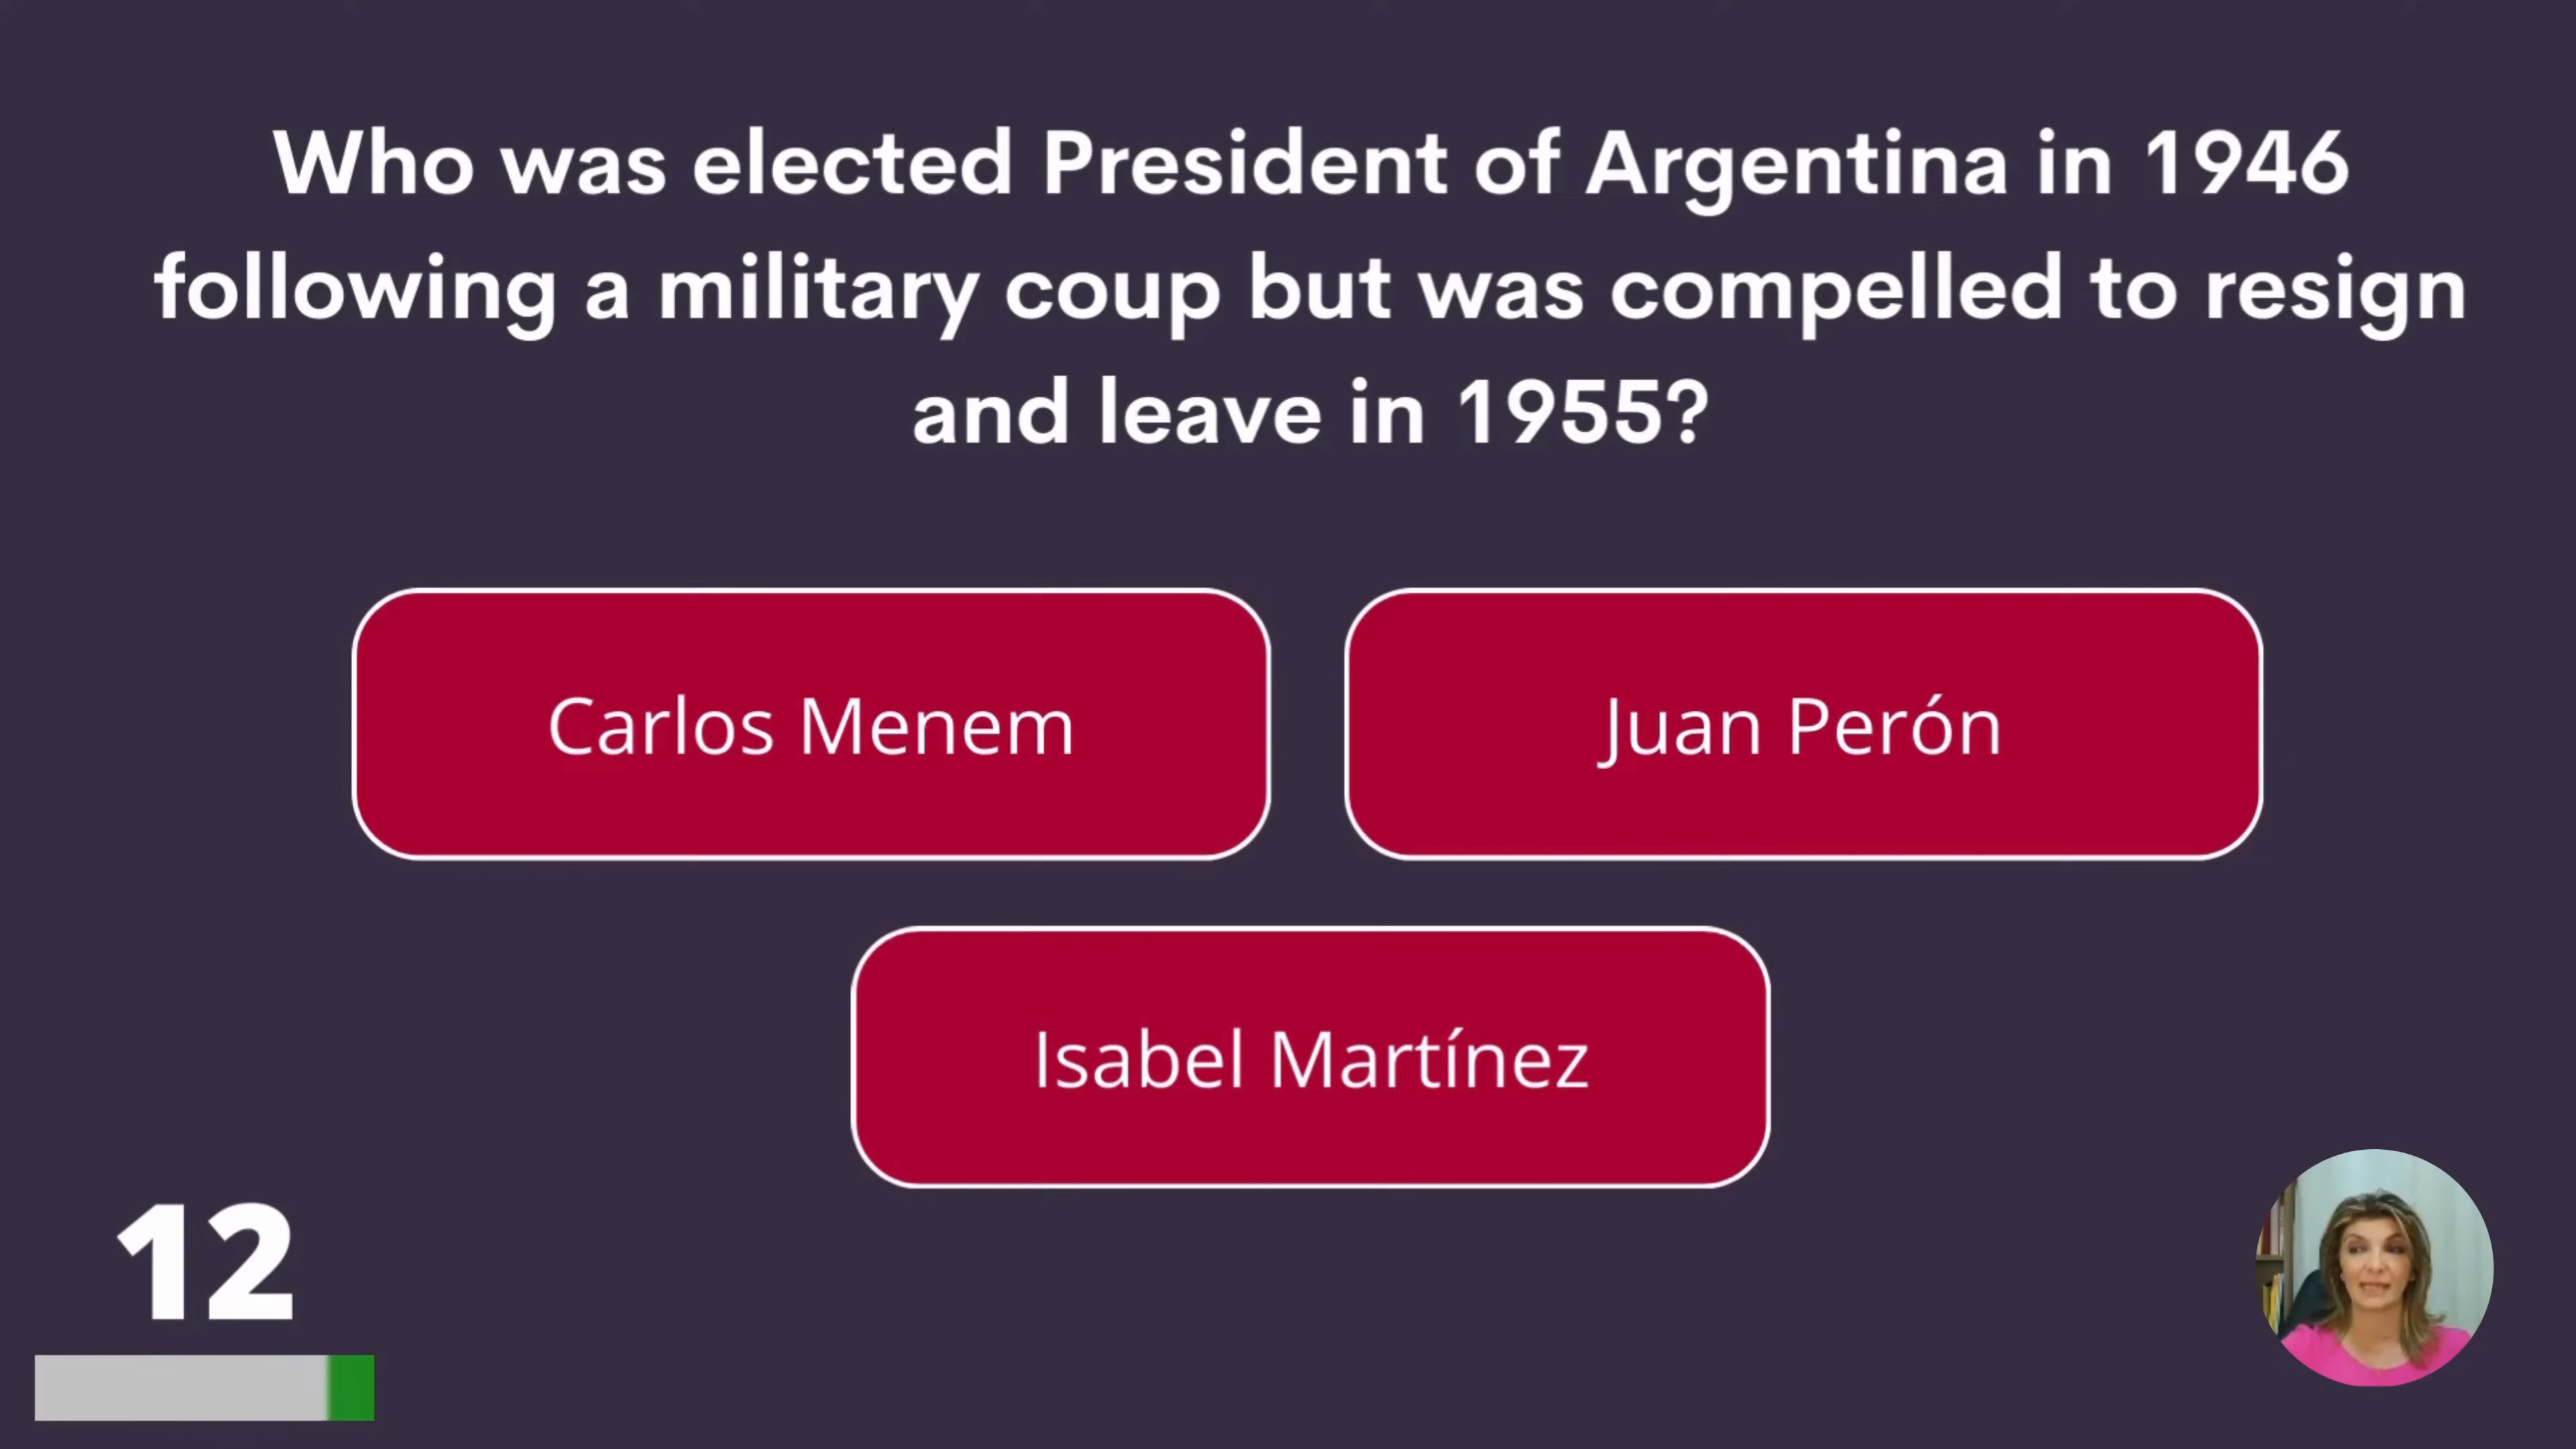 Who was elected President of Argentina in 1946
following a military coup but was compelled to resign
and leave in 1955?
Carlos Menem
Juan Perón
Isabel Martínez
12